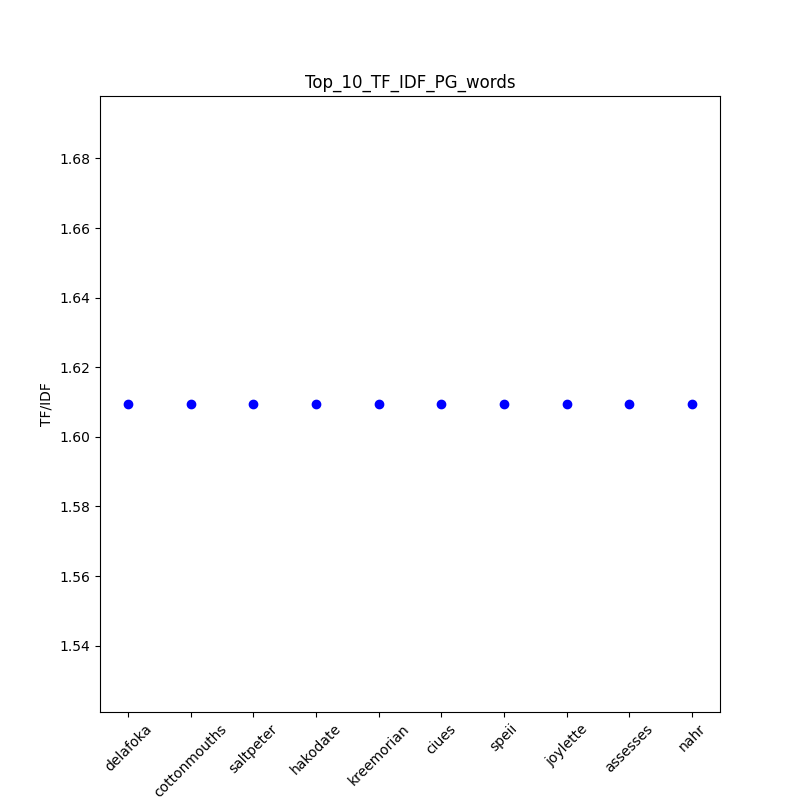 Top_10_TF_IDF_PG_words
TF/IDF
1.68
1.66
1.64
1.62
1.60
1.58
1.56
1.54
delafoka
cottonmouths
saltpeter
hakodate
kreemorian
ciues
speii
joylette
assesses
nahr